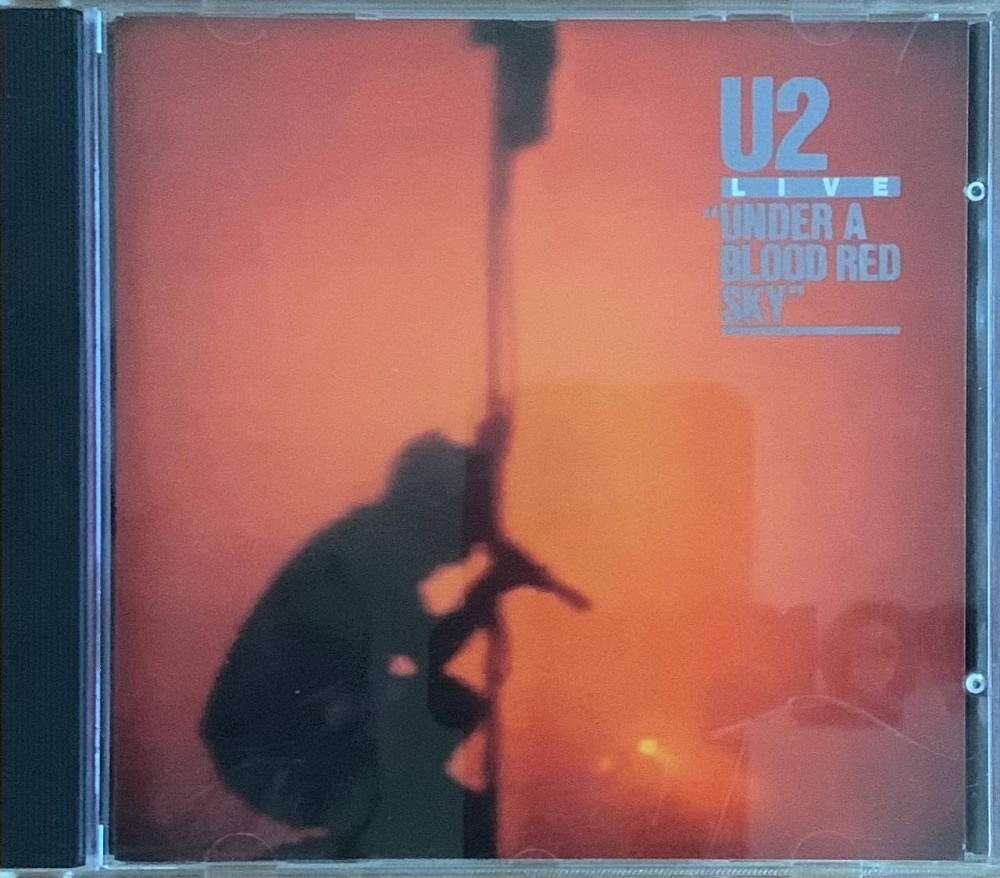 U2
LIVE
“UNDER A
BLOOD RED
SKY”